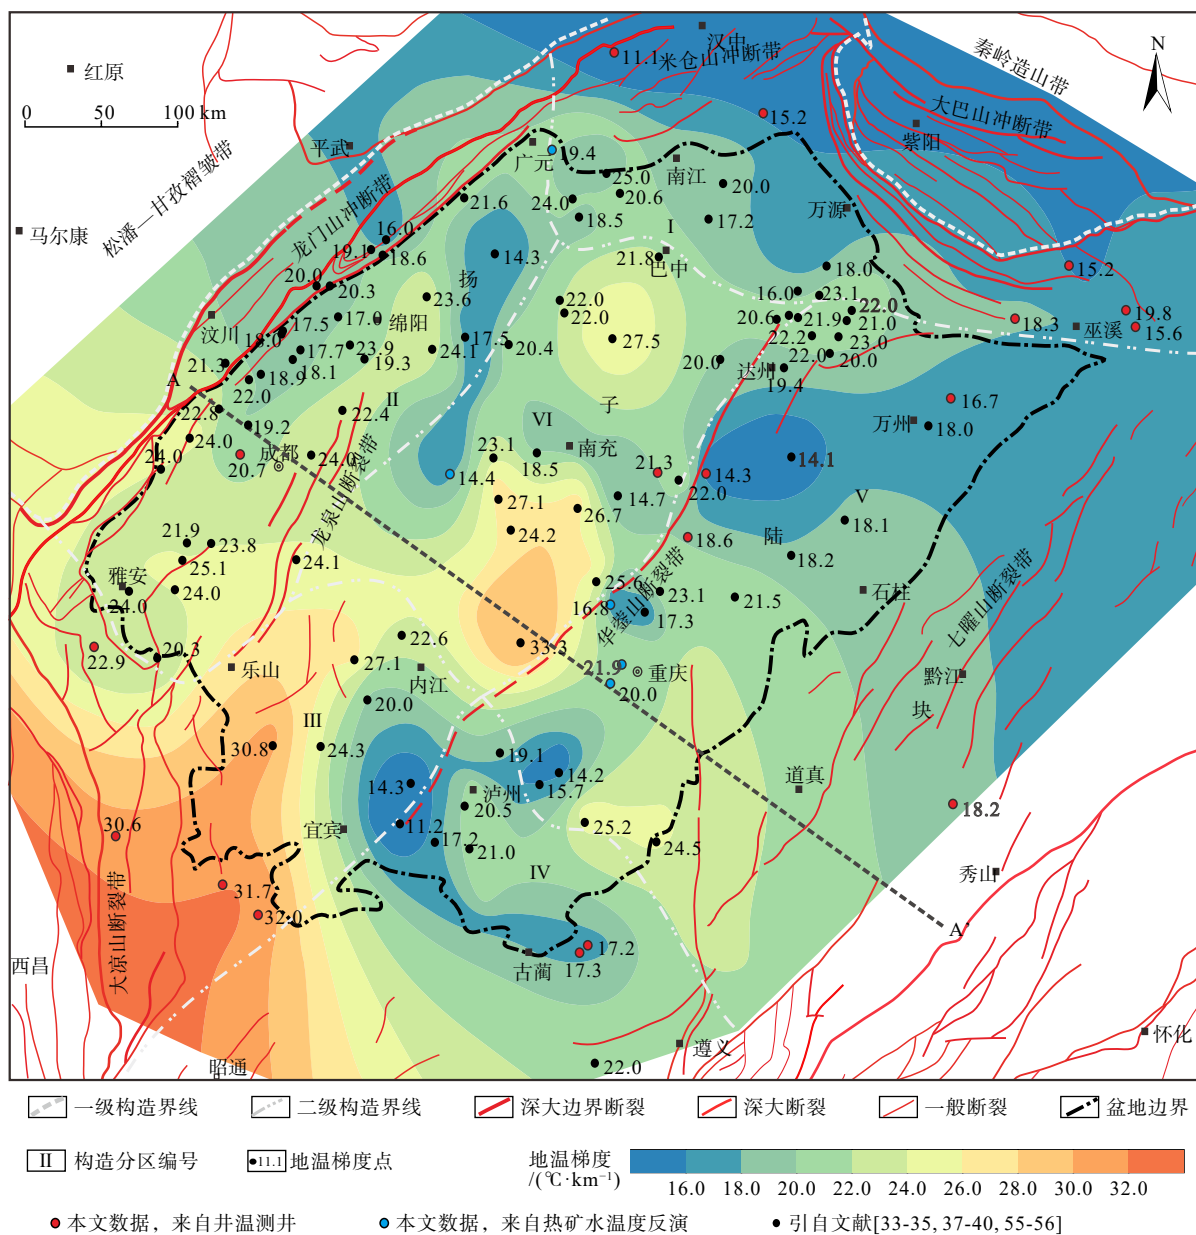 汉中
11.1
米仓山冲断带
秦岭造山带
N
红原
0 100 km
15.2
大巴山冲断带
紫阳
平武
广元
19.4
南江
25.0
20.0
松潘—甘孜褶皱带
龙门山冲断带
21.6
24.0
20.6
18.5
17.2
万源
马尔康
16.0
19.1
18.6
扬
14.3
I
21.8
巴中
18.0
15.2
20.0
20.3
23.6
22.0
22.0
16.0
23.1
22.0
19.8
汶川
17.5
18.0
17.0
绵阳
17.5
20.6
21.9
21.0
18.3
巫溪
15.6
17.7
23.9
24.1
20.4
27.5
22.2
23.0
21.3
18.9
18.1
19.3
20.0
达州
22.0
20.0
A
22.0
19.4
II
子
16.7
22.8
22.4
19.2
VI
万州
18.0
24.0
成都
23.1
南充
24.0
20.7
24.0
龙泉山断裂带
14.4
18.5
21.3
14.3
14.1
22.0
27.1
14.7
V
26.7
18.1
24.2
21.9
23.8
18.6
陆
25.1
24.1
18.2
雅安
24.0
24.0
25.6
华蓥山断裂带
23.1
21.5
石柱
七曜山断裂带
16.8
17.3
22.9
20.3
22.6
33.3
乐山
27.1
内江
21.9
重庆
黔江
20.0
20.0
块
III
30.8
24.3
19.1
14.3
14.2
道真
泸州
15.7
20.5
18.2
30.6
宜宾
11.2
25.2
17.2
21.0
24.5
IV
秀山
31.7
大凉山断裂带
32.0
A'
17.2
西昌
古蔺
17.3
怀化
遵义
昭通
22.0
一级构造界线 二级构造界线 深大边界断裂 深大断裂 一般断裂 盆地边界
II 构造分区编号 11.1 地温梯度点 地温梯度
/(℃·km⁻¹)
16.0 18.0 20.0 22.0 24.0 26.0 28.0 30.0 32.0
本文数据，来自井温测井 本文数据，来自热矿水温度反演 引自文献[33-35, 37-40, 55-56]